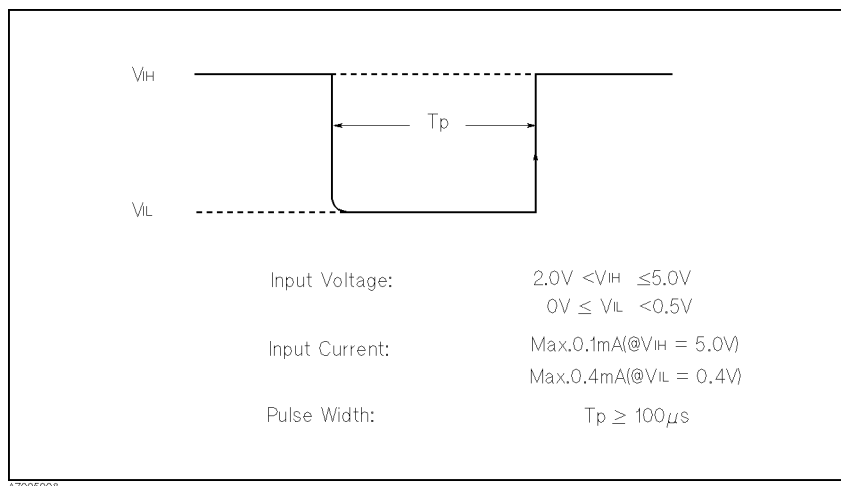 VIH
Tp
VIL
Input Voltage: 2.0V <VIH ≤5.0V
0V ≤ VIL <0.5V
Input Current: Max.0.1mA(@VIH = 5.0V)
Max.0.4mA(@VIL = 0.4V)
Pulse Width: Tp ≥ 100μs